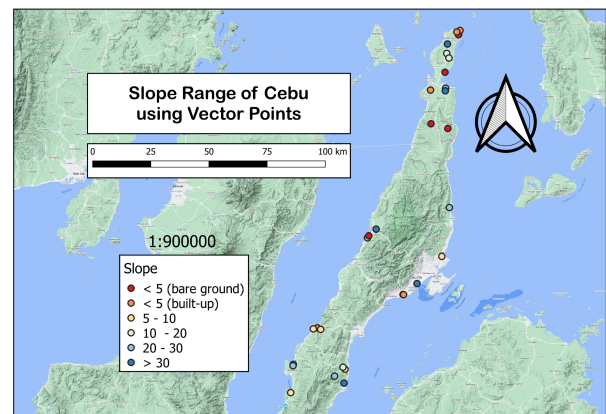 Slope Range of Cebu
using Vector Points
0 25 50 75 100 km
1:900000
Slope
< 5 (bare ground)
< 5 (built-up)
5 - 10
10 - 20
20 - 30
> 30